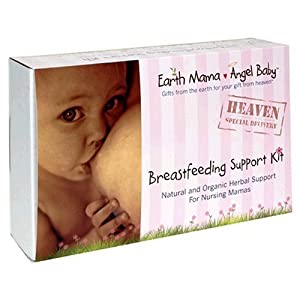 Earth Mama ♥ Angel Baby™
Gifts from the earth for your gift from heaven®
HEAVEN
SPECIAL DELIVERY
Breastfeeding Support Kit
Natural and Organic Herbal Support
For Nursing Mamas